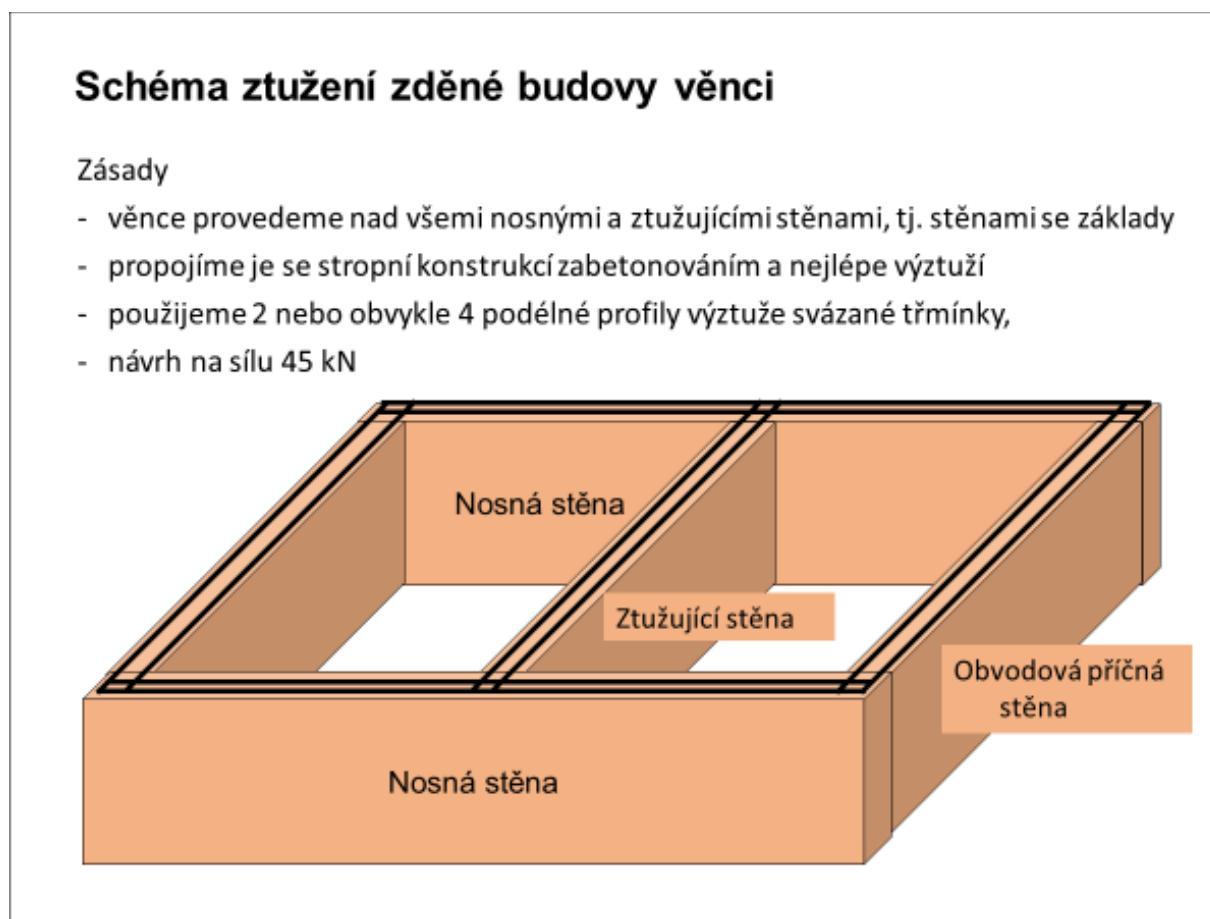 Schéma ztužení zděné budovy věnci
Zásady
- věnce provedeme nad všemi nosnými a ztužujícími stěnami, tj. stěnami se základy
- propojíme je se stropní konstrukcí zabetonováním a nejlépe výztuží
- použijeme 2 nebo obvykle 4 podélné profily výztuže svázané třmínky,
- návrh na sílu 45 kN
Nosná stěna
Ztužující stěna
Obvodová příčná
stěna
Nosná stěna